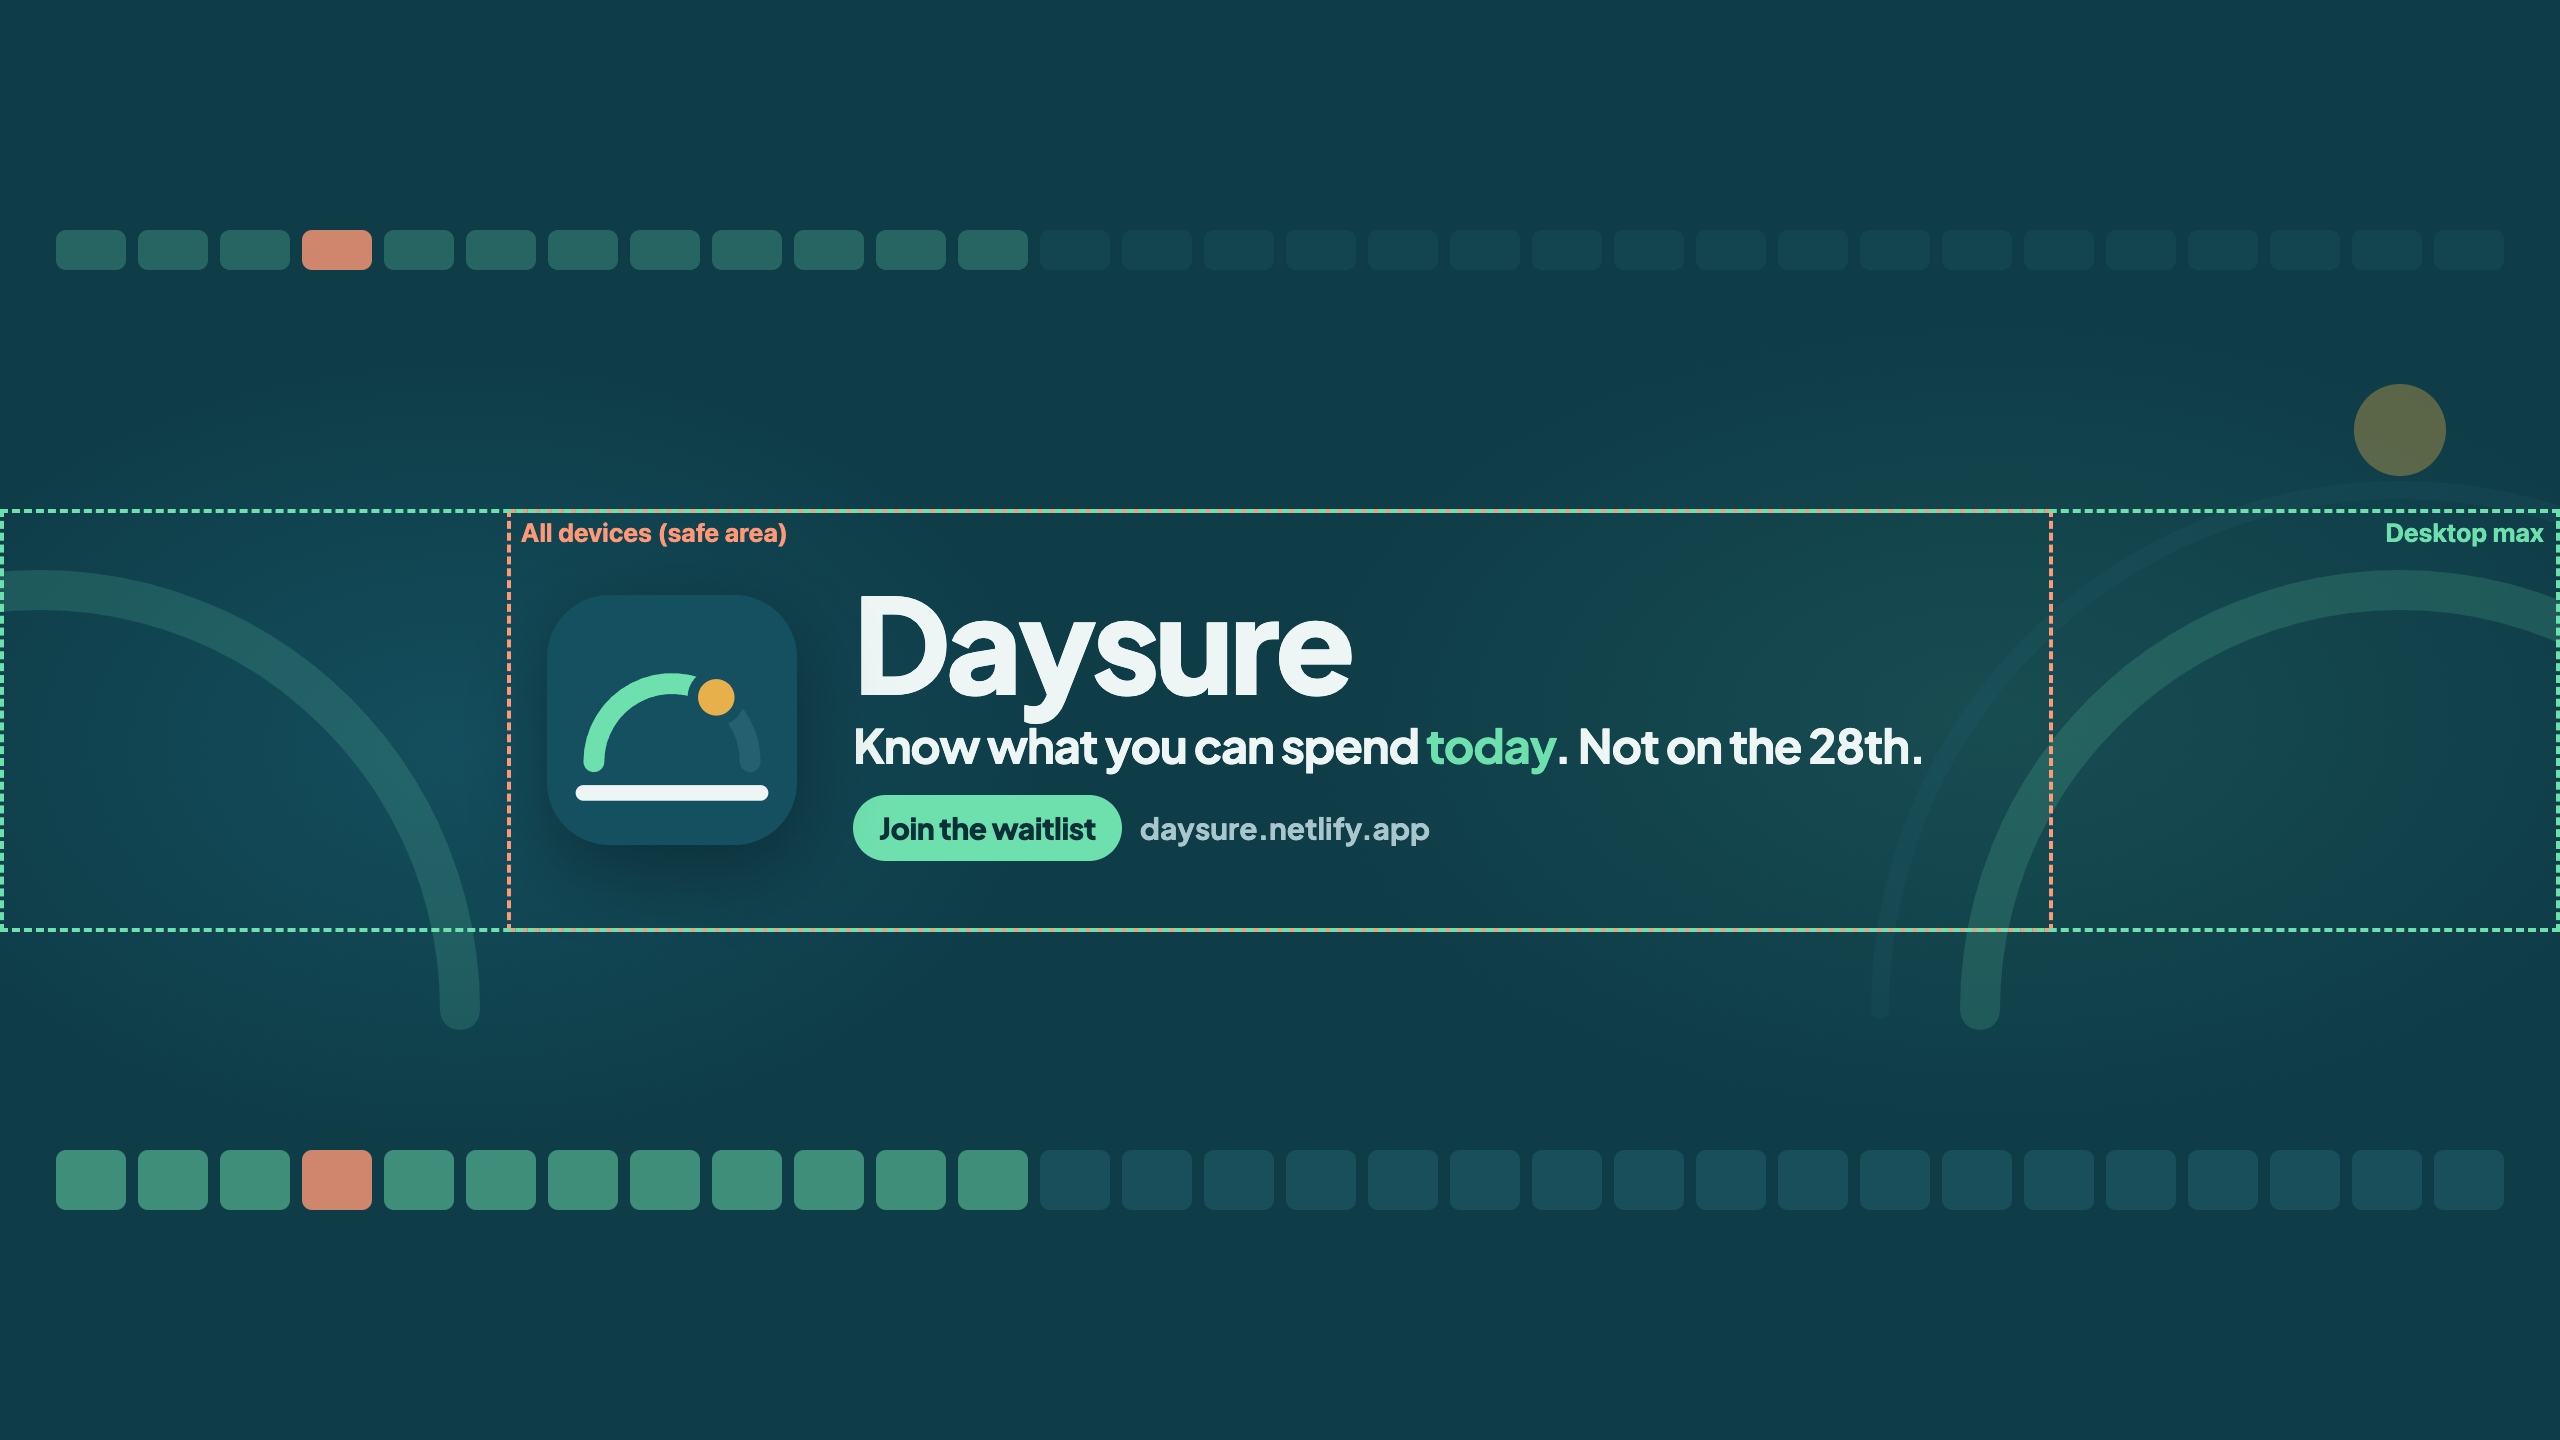 All devices (safe area)
Desktop max
Daysure
Know what you can spend today. Not on the 28th.
Join the waitlist
daysure.netlify.app